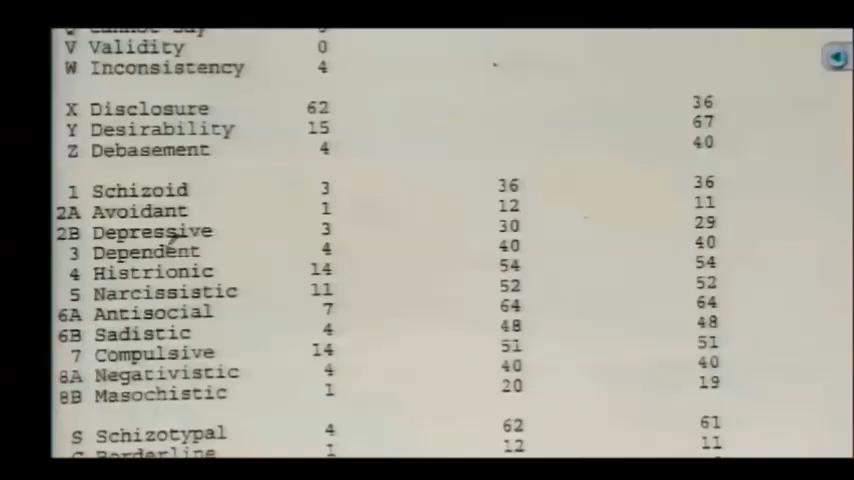 Cannot Say
V Validity 0
W Inconsistency 4
X Disclosure 62 36
Y Desirability 15 67
Z Debasement 4 40
1 Schizoid 3 36 36
2A Avoidant 1 12 11
2B Depressive 3 30 29
3 Dependent 4 40 40
4 Histrionic 14 54 54
5 Narcissistic 11 52 52
6A Antisocial 7 64 64
6B Sadistic 4 48 48
7 Compulsive 14 51 51
8A Negativistic 4 40 40
8B Masochistic 1 20 19
S Schizotypal 4 62 61
C Borderline 1 12 11